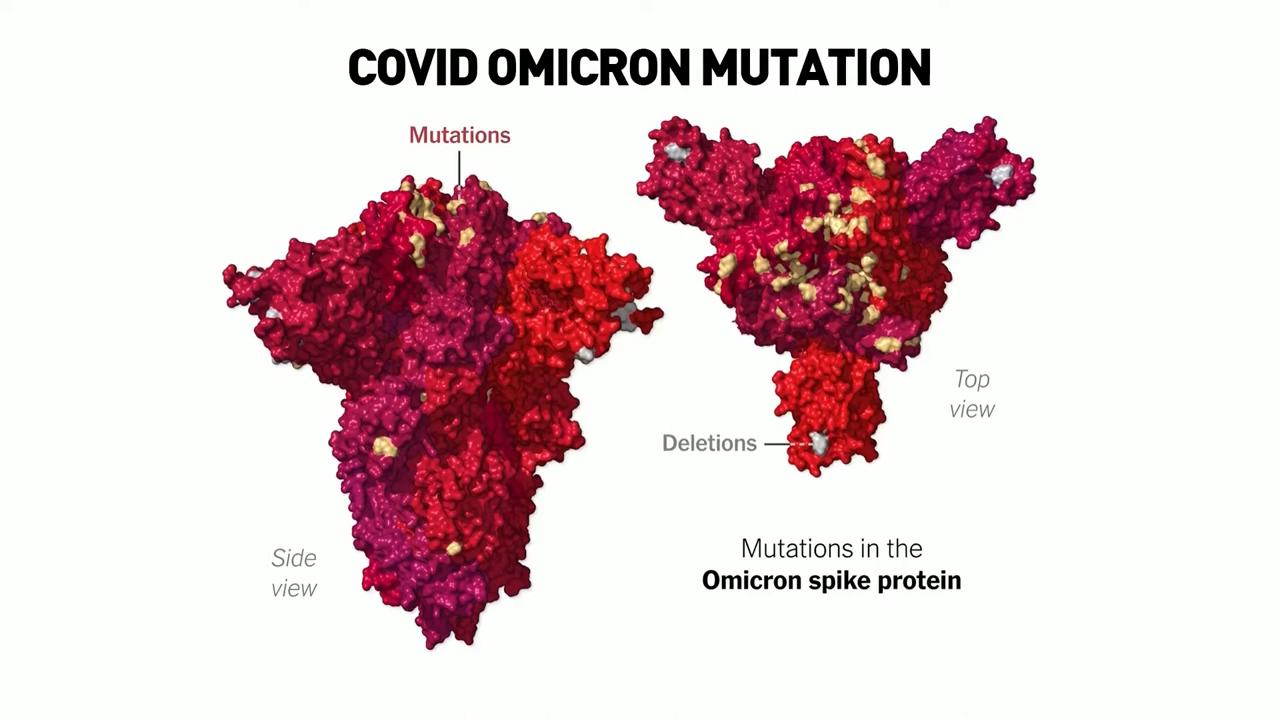 COVID OMICRON MUTATION
Mutations
Top
view
Deletions
Side
view
Mutations in the
Omicron spike protein